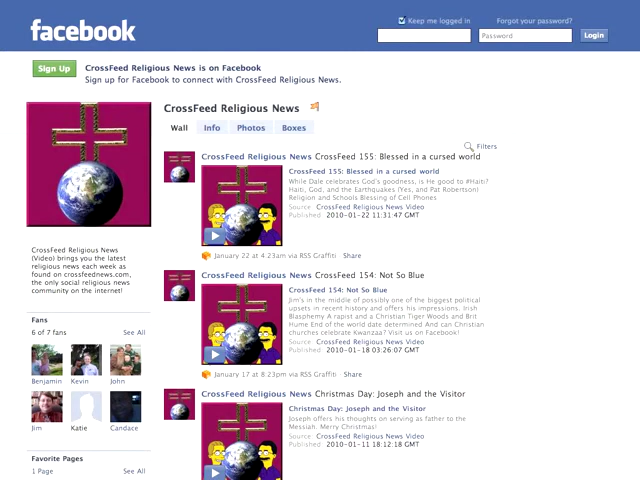 facebook
Keep me logged in
Forgot your password?
Password
Login
Sign Up
CrossFeed Religious News is on Facebook
Sign up for Facebook to connect with CrossFeed Religious News.
CrossFeed Religious News
Wall
Info
Photos
Boxes
Filters
CrossFeed Religious News CrossFeed 155: Blessed in a cursed world
CrossFeed 155: Blessed in a cursed world
While Dale celebrates God's goodness, is He good to #Haiti?
Haiti, God, and the Earthquakes (Yes, and Pat Robertson)
Religion and Schools Blessing of Cell Phones
Source: CrossFeed Religious News Video
Published: 2010-01-22 11:31:47 GMT
January 22 at 4:23am via RSS Graffiti · Share
CrossFeed Religious News
(Video) brings you the latest
religious news each week as
found on crossfeednews.com,
the only social religious news
community on the internet!
CrossFeed Religious News CrossFeed 154: Not So Blue
CrossFeed 154: Not So Blue
Jim's in the middle of possibly one of the biggest political
upsets in recent history and offers his impressions. Irish
Blasphemy A rapist and a Christian Tiger Woods and Brit
Hume End of the world date determined And can Christian
churches celebrate Kwanzaa? Visit us on Facebook!
Source: CrossFeed Religious News Video
Published: 2010-01-18 03:26:07 GMT
January 17 at 8:23pm via RSS Graffiti · Share
Fans
6 of 7 fans
See All
Benjamin
Kevin
John
Jim
Katie
Candace
Favorite Pages
1 Page
See All
CrossFeed Religious News Christmas Day: Joseph and the Visitor
Christmas Day: Joseph and the Visitor
Joseph offers his thoughts on serving as father to the
Messiah. Merry Christmas!
Source: CrossFeed Religious News Video
Published: 2010-01-11 18:12:18 GMT